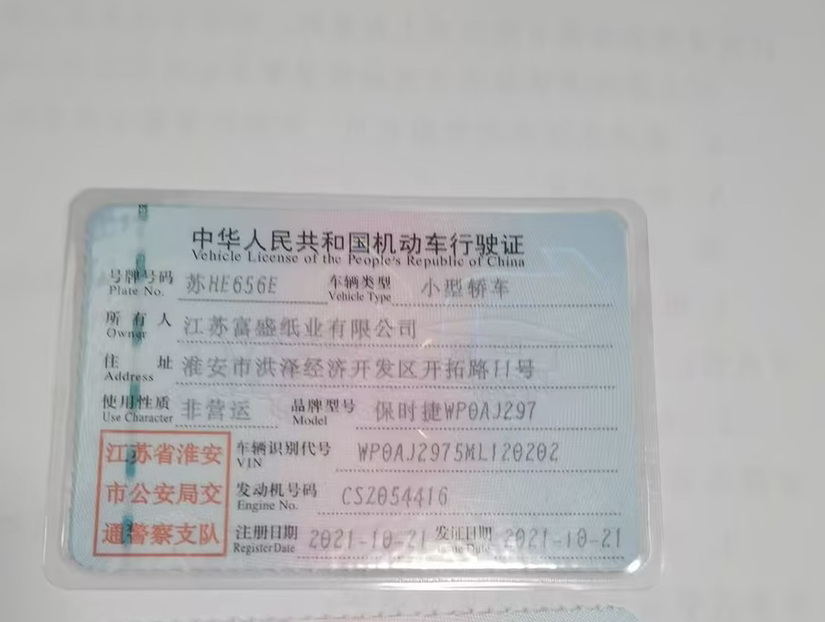 中华人民共和国机动车行驶证
Vehicle License of the People's Republic of China
号牌号码 苏HE656E 车辆类型 小型轿车
Plate No. Vehicle Type
所有人 江苏富盛纸业有限公司
Owner
住址 淮安市洪泽经济开发区开拓路11号
Address
使用性质 非营运 品牌型号 保时捷WP0AJ297
Use Character Model
江苏省淮安
市公安局交
通警察支队
车辆识别代号 WP0AJ2975ML120202
VIN
发动机号码 CS2054416
Engine No.
注册日期 2021-10-21 发证日期 2021-10-21
Register Date Issue Date